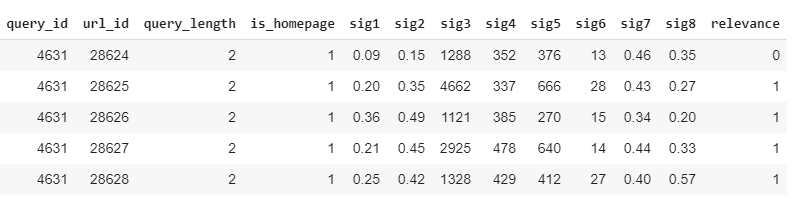 query_id url_id query_length is_homepage sig1 sig2 sig3 sig4 sig5 sig6 sig7 sig8 relevance
4631 28624 2 1 0.09 0.15 1288 352 376 13 0.46 0.35 0
4631 28625 2 1 0.20 0.35 4662 337 666 28 0.43 0.27 1
4631 28626 2 1 0.36 0.49 1121 385 270 15 0.34 0.20 1
4631 28627 2 1 0.21 0.45 2925 478 640 14 0.44 0.33 1
4631 28628 2 1 0.25 0.42 1328 429 412 27 0.40 0.57 1